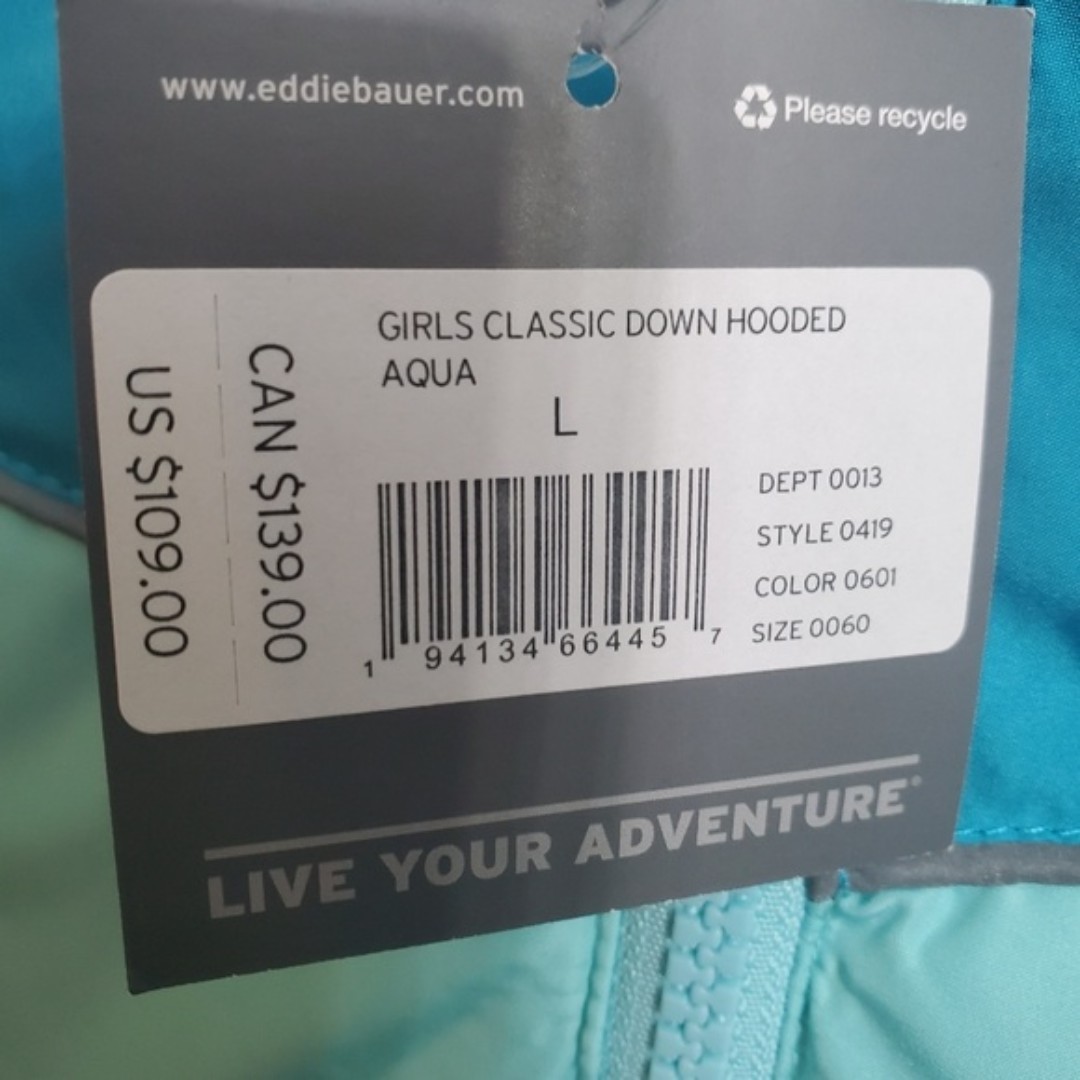 www.eddiebauer.com
Please recycle
US $109.00
CAN $139.00
GIRLS CLASSIC DOWN HOODED
AQUA
L
DEPT 0013
STYLE 0419
COLOR 0601
SIZE 0060
1 94134 66445 7
LIVE YOUR ADVENTURE®